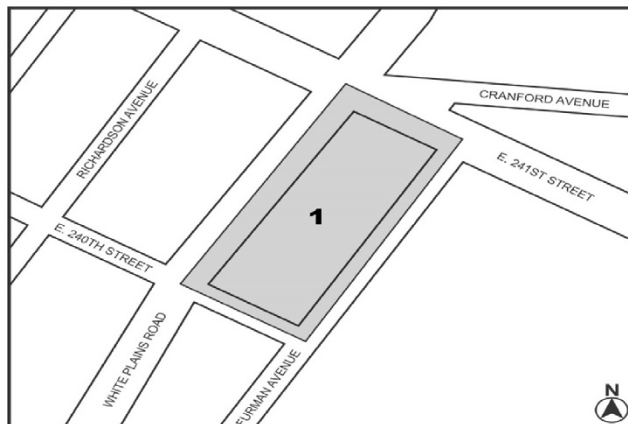 CRANFORD AVENUE
RICHARDSON AVENUE
E. 241ST STREET
1
E. 240TH STREET
WHITE PLAINS ROAD
FURMAN AVENUE
N